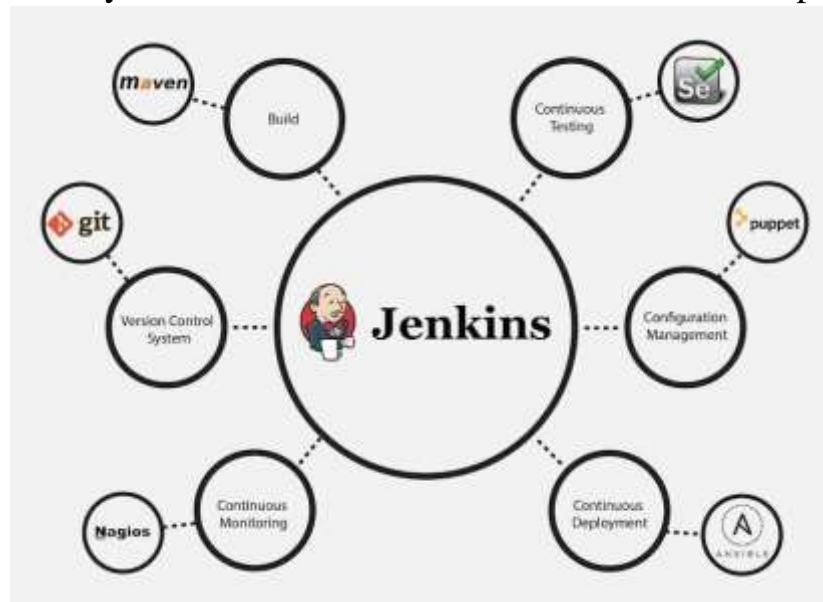 maven
Build
Continuous
Testing
Se
git
puppet
Version Control
System
Jenkins
Configuration
Management
Continuous
Monitoring
Nagios
Continuous
Deployment
A
ANSIBLE